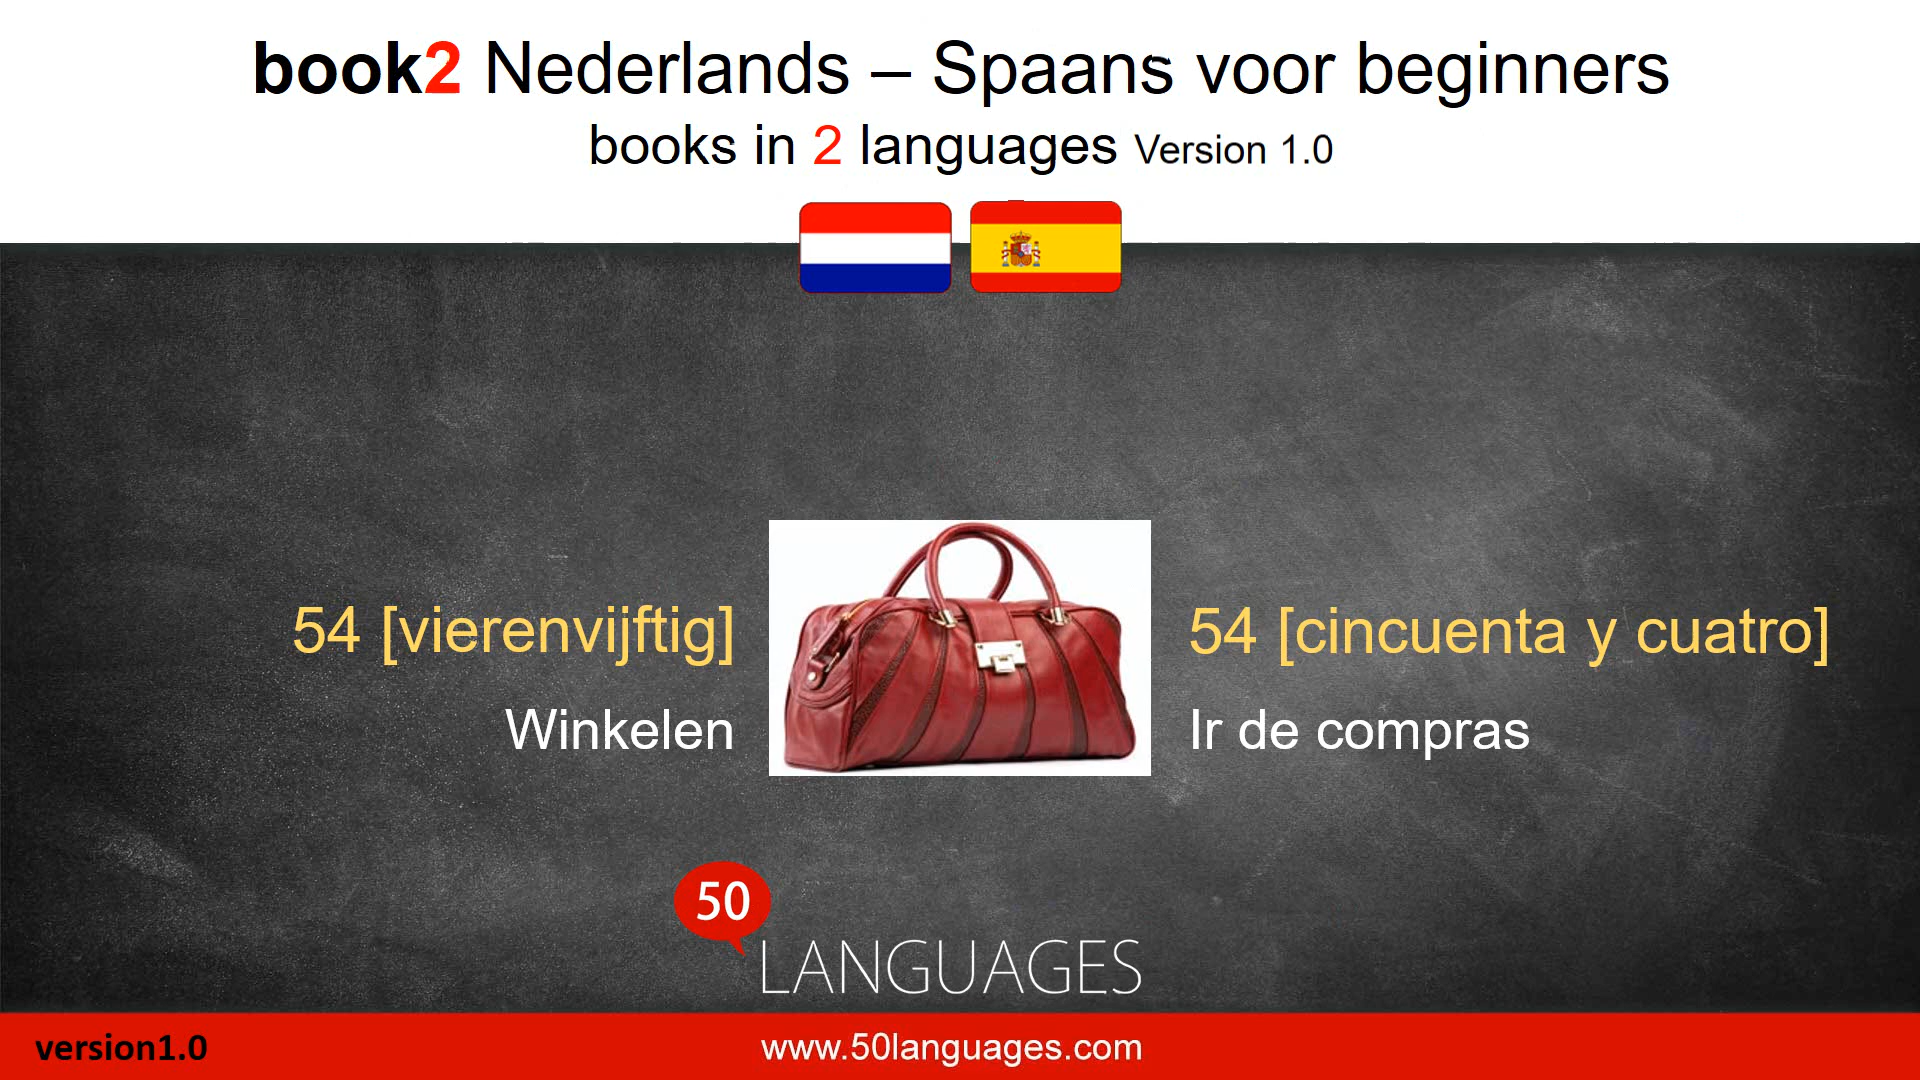 book2 Nederlands – Spaans voor beginners
books in 2 languages Version 1.0
54 [vierenvijftig]
Winkelen
54 [cincuenta y cuatro]
Ir de compras
50
LANGUAGES
version1.0
www.50languages.com